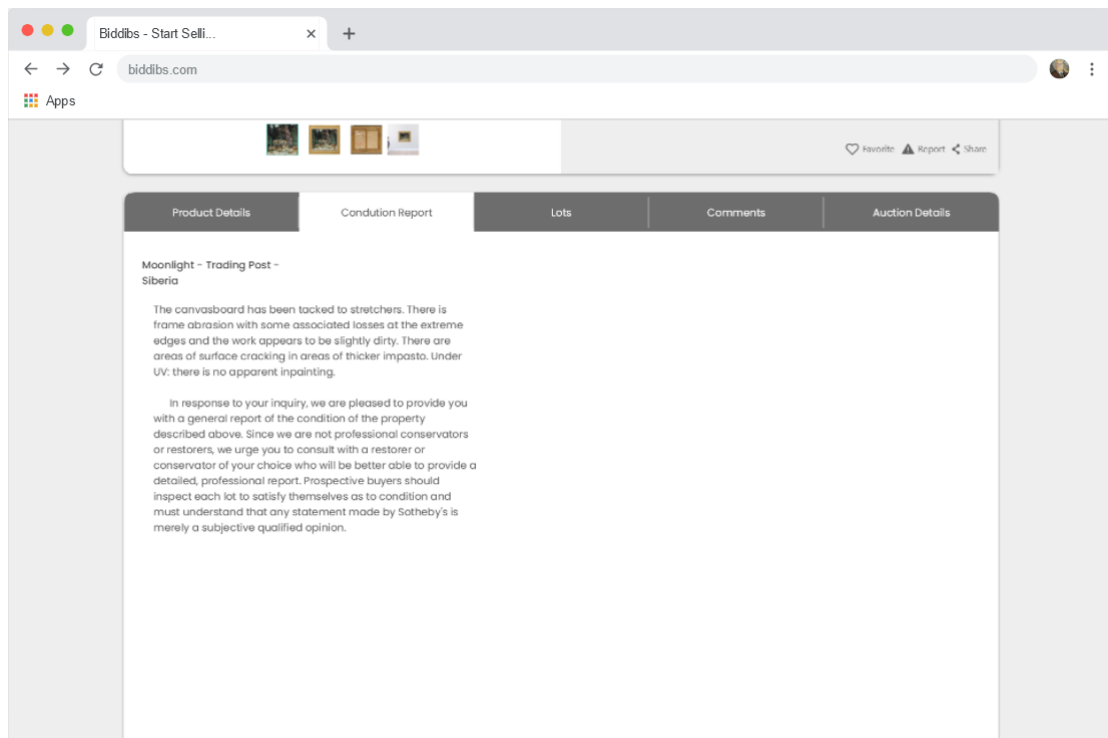 Biddibs - Start Selli...
biddibs.com
Apps
Favorite Report Share
Product Details Condution Report Lots Comments Auction Details
Moonlight - Trading Post -
Siberia
The canvasboard has been tacked to stretchers. There is
frame abrasion with some associated losses at the extreme
edges and the work appears to be slightly dirty. There are
areas of surface cracking in areas of thicker impasto. Under
UV: there is no apparent inpainting.
In response to your inquiry, we are pleased to provide you
with a general report of the condition of the property
described above. Since we are not professional conservators
or restorers, we urge you to consult with a restorer or
conservator of your choice who will be better able to provide a
detailed, professional report. Prospective buyers should
inspect each lot to satisfy themselves as to condition and
must understand that any statement made by Sotheby's is
merely a subjective qualified opinion.